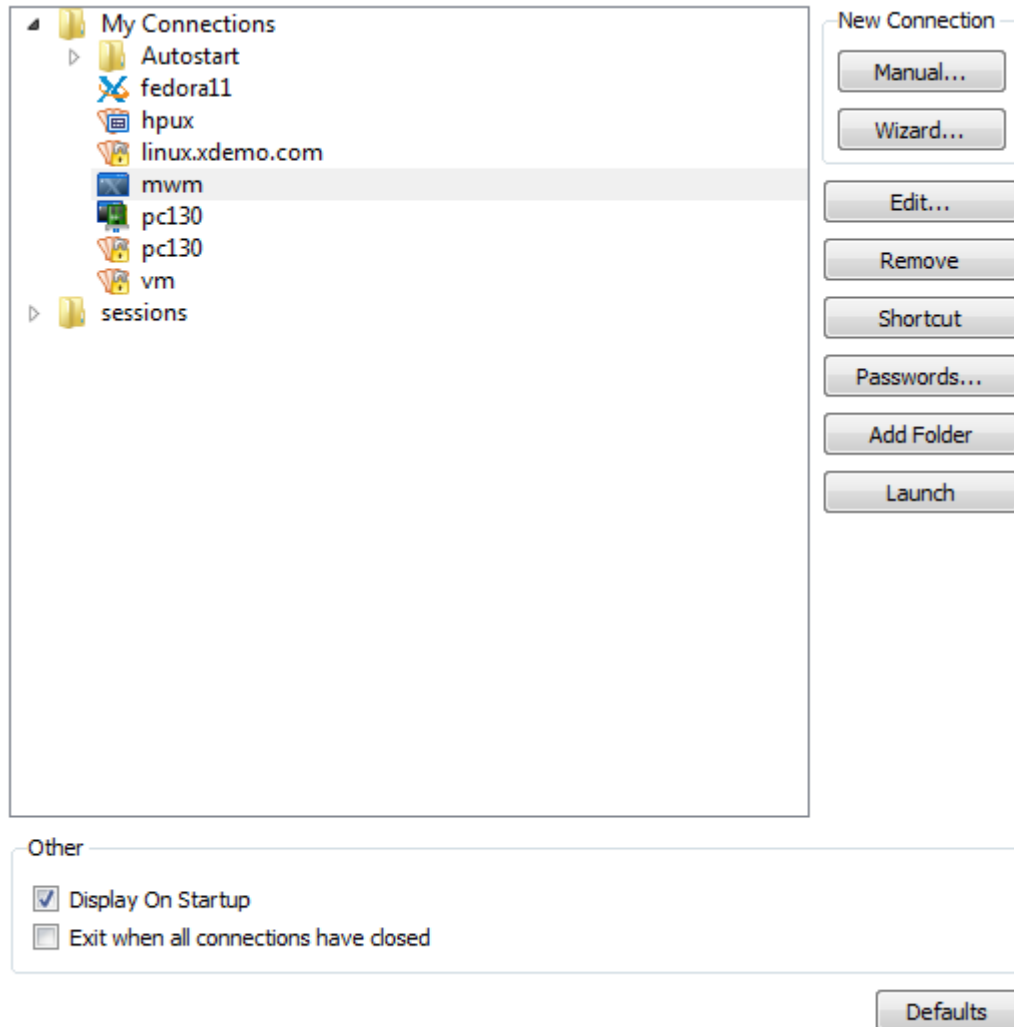 My Connections
Autostart
fedora11
hpux
linux.xdemo.com
mwm
pc130
pc130
vm
sessions
New Connection
Manual...
Wizard...
Edit...
Remove
Shortcut
Passwords...
Add Folder
Launch
Other
Display On Startup
Exit when all connections have closed
Defaults